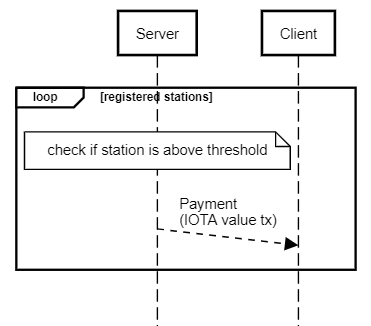 Server
Client
loop
[registered stations]
check if station is above threshold
Payment
(IOTA value tx)